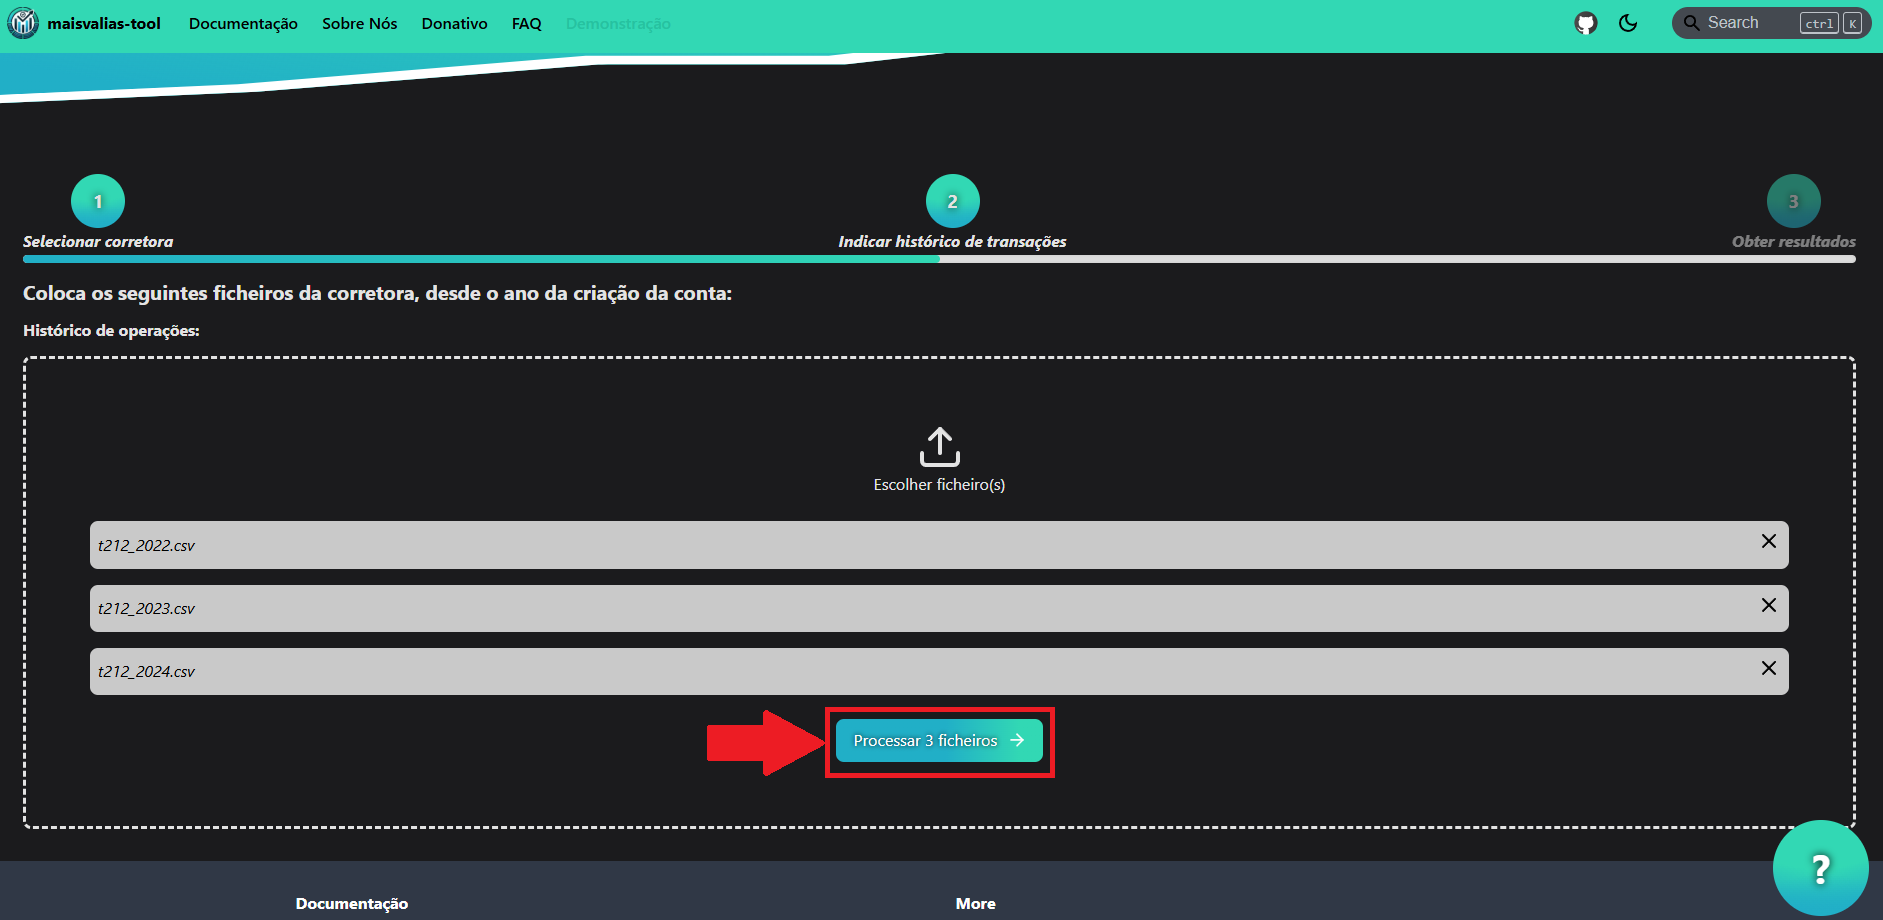 maisvalias-tool Documentação Sobre Nós Donativo FAQ Demonstração Search ctrl K
1 2 3
Selecionar corretora Indicar histórico de transações Obter resultados
Coloca os seguintes ficheiros da corretora, desde o ano da criação da conta:
Histórico de operações:
Escolher ficheiro(s)
t212_2022.csv
t212_2023.csv
t212_2024.csv
Processar 3 ficheiros
?
Documentação More